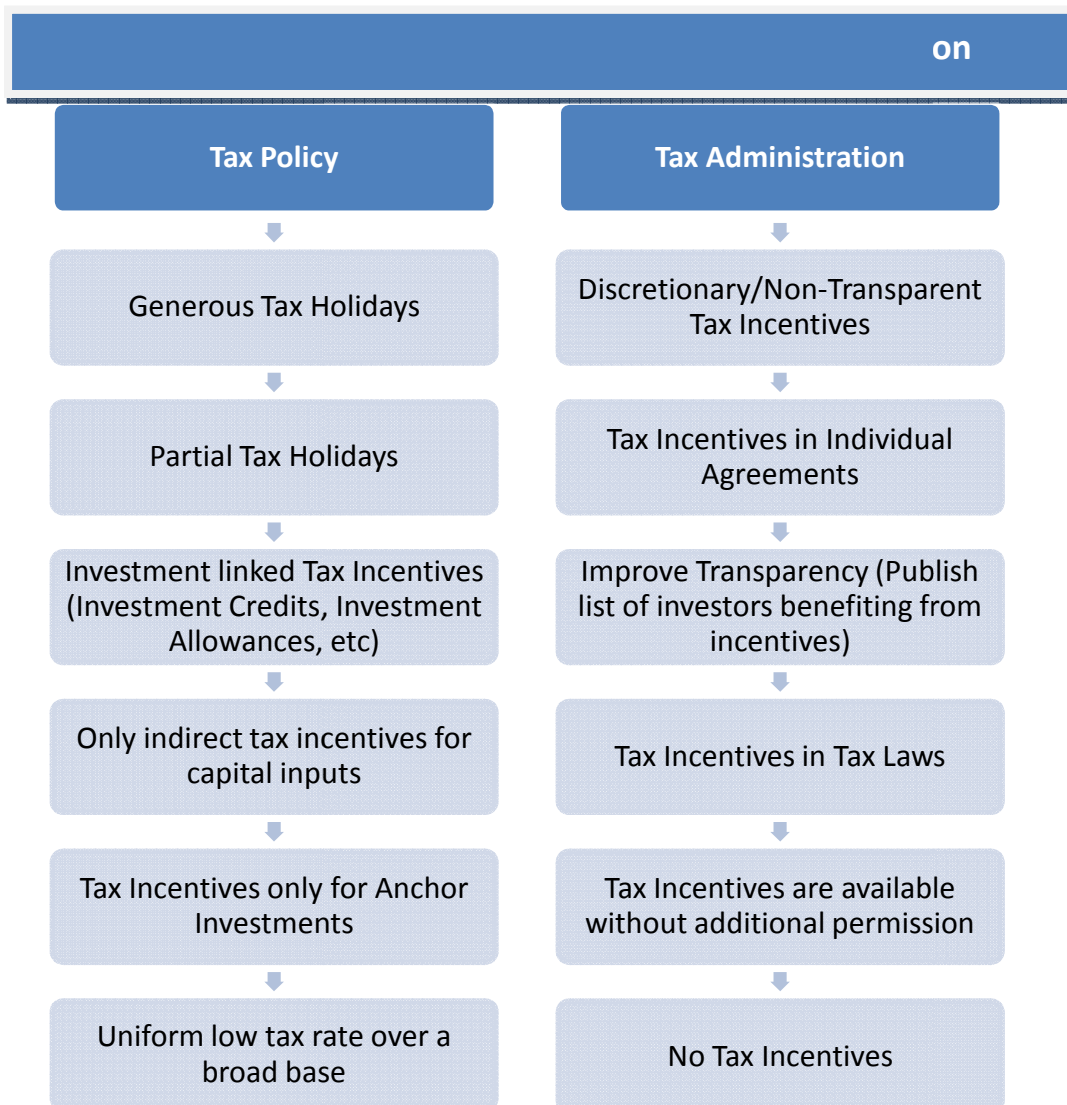 on
Tax Policy
Generous Tax Holidays
Partial Tax Holidays
Investment linked Tax Incentives
(Investment Credits, Investment
Allowances, etc)
Only indirect tax incentives for
capital inputs
Tax Incentives only for Anchor
Investments
Uniform low tax rate over a
broad base
Tax Administration
Discretionary/Non-Transparent
Tax Incentives
Tax Incentives in Individual
Agreements
Improve Transparency (Publish
list of investors benefiting from
incentives)
Tax Incentives in Tax Laws
Tax Incentives are available
without additional permission
No Tax Incentives